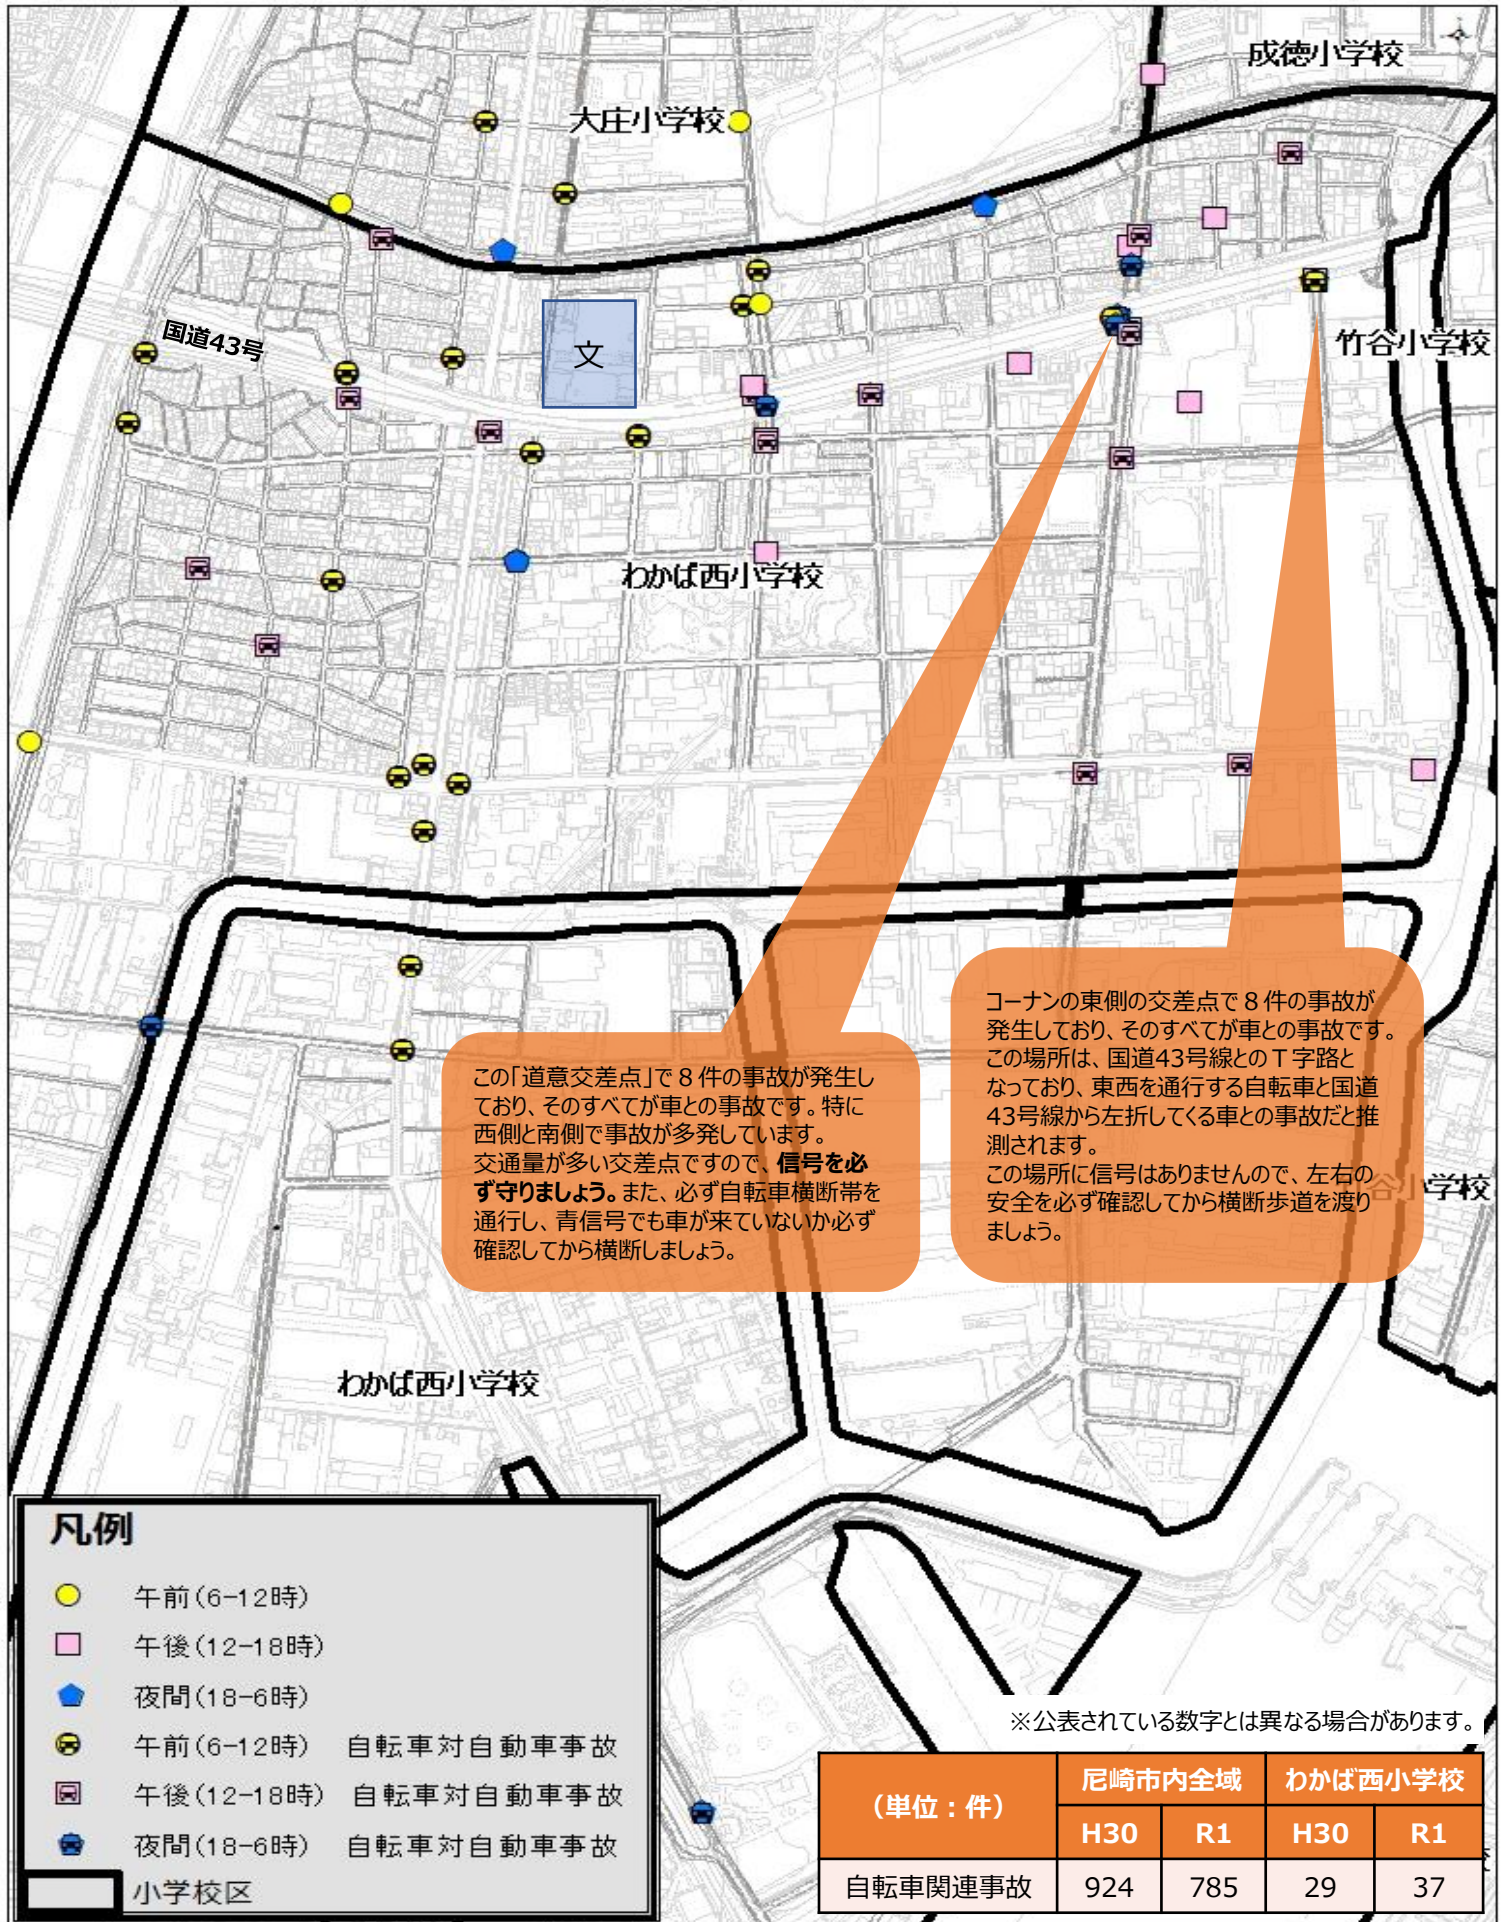 成徳小学校
大庄小学校
国道43号
文
竹谷小学校
わかば西小学校
コーナンの東側の交差点で８件の事故が
発生しており、そのすべてが車との事故です。
この場所は、国道43号線とのＴ字路と
なっており、東西を通行する自転車と国道
43号線から左折してくる車との事故だと推
測されます。
この場所に信号はありませんので、左右の
安全を必ず確認してから横断歩道を渡り
ましょう。
この「道意交差点」で８件の事故が発生し
ており、そのすべてが車との事故です。特に
西側と南側で事故が多発しています。
交通量が多い交差点ですので、信号を必
ず守りましょう。また、必ず自転車横断帯を
通行し、青信号でも車が来ていないか必ず
確認してから横断しましょう。
谷小学校
わかば西小学校
凡例
午前(6-12時)
午後(12-18時)
夜間(18-6時)
午前(6-12時) 自転車対自動車事故
午後(12-18時) 自転車対自動車事故
夜間(18-6時) 自転車対自動車事故
小学校区
※公表されている数字とは異なる場合があります。
（単位：件） 尼崎市内全域 わかば西小学校
H30 R1 H30 R1
自転車関連事故 924 785 29 37